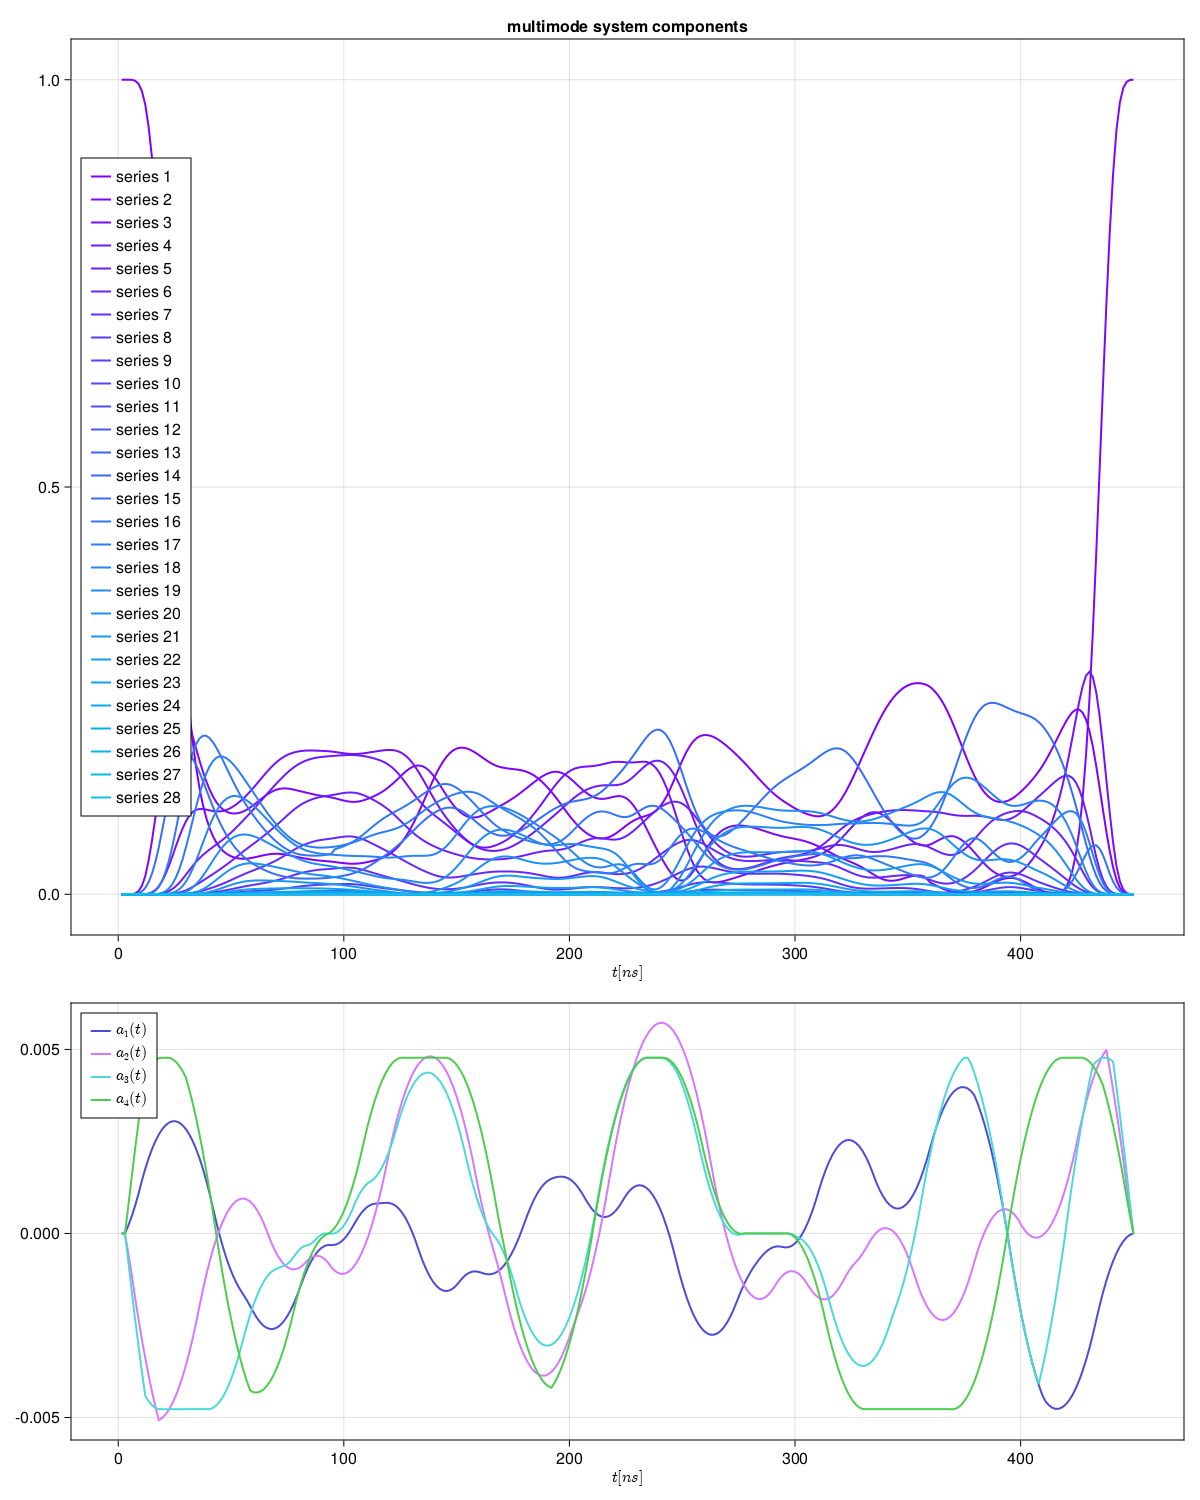 multimode system components
1.0
0.5
0.0
series 1
series 2
series 3
series 4
series 5
series 6
series 7
series 8
series 9
series 10
series 11
series 12
series 13
series 14
series 15
series 16
series 17
series 18
series 19
series 20
series 21
series 22
series 23
series 24
series 25
series 26
series 27
series 28
0 100 200 300 400
t[ns]
0.005
0.000
-0.005
a₁(t)
a₂(t)
a₃(t)
a₄(t)
0 100 200 300 400
t[ns]